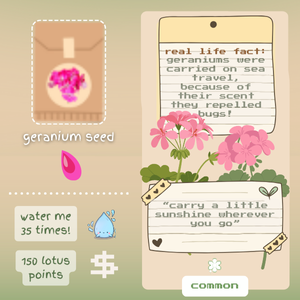 geranium seed
water me
35 times!
150 lotus
points
real life fact:
geraniums were
carried on sea
travel,
because of
their scent
they repelled
bugs!
"carry a little
sunshine wherever
you go"
common